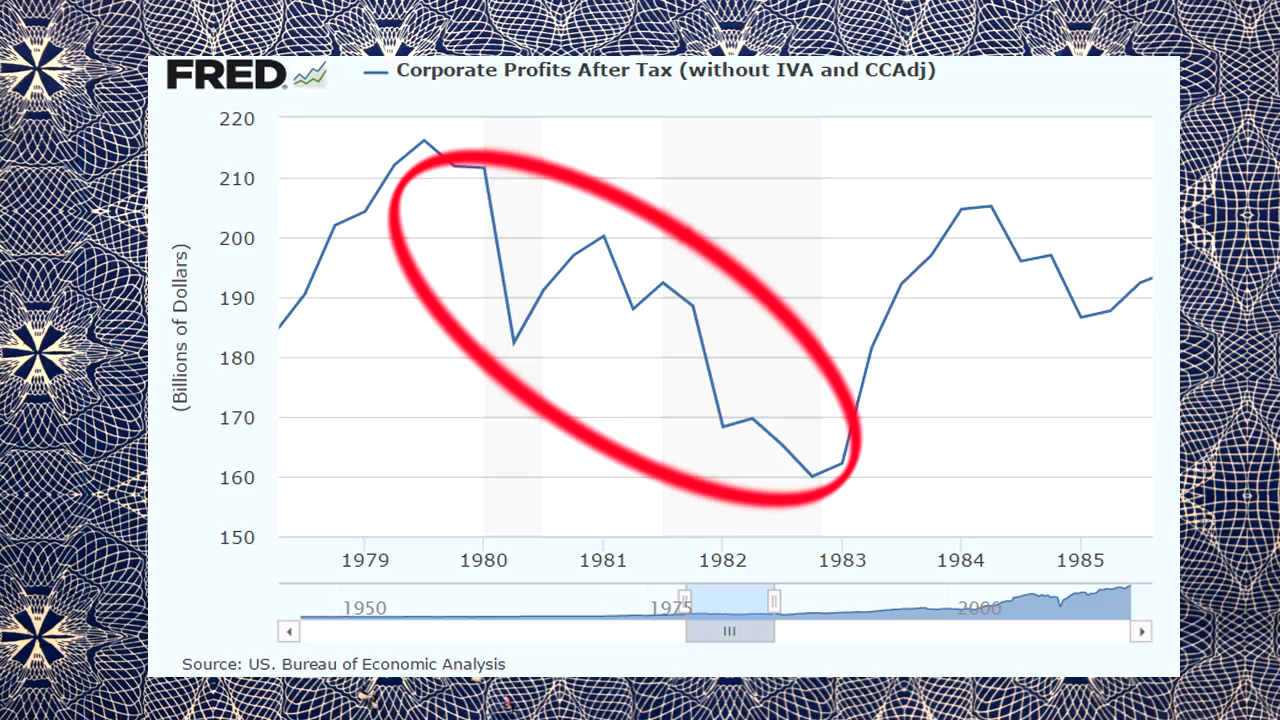 FRED
Corporate Profits After Tax (without IVA and CCAdj)
220
210
200
190
180
170
160
150
(Billions of Dollars)
1979 1980 1981 1982 1983 1984 1985
1950 1975 2000
Source: US. Bureau of Economic Analysis